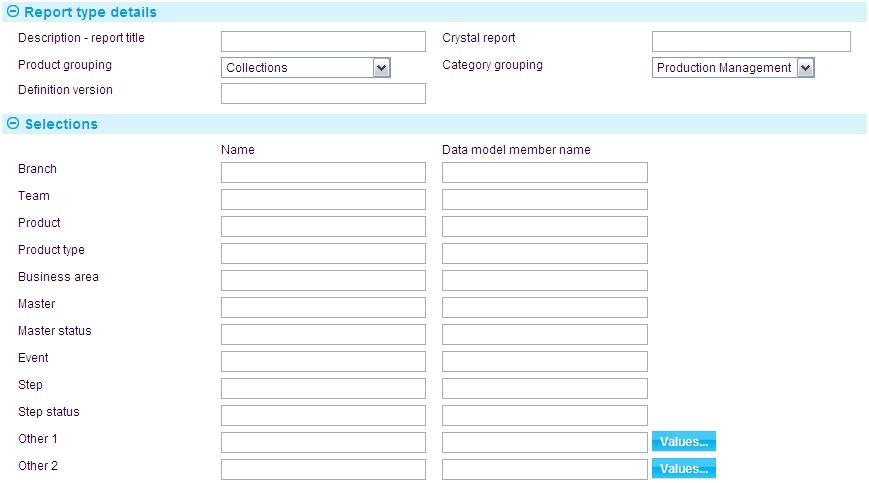 Report type details
Description - report title Crystal report
Product grouping Collections Category grouping Production Management
Definition version
Selections
Name Data model member name
Branch
Team
Product
Product type
Business area
Master
Master status
Event
Step
Step status
Other 1 Values...
Other 2 Values...